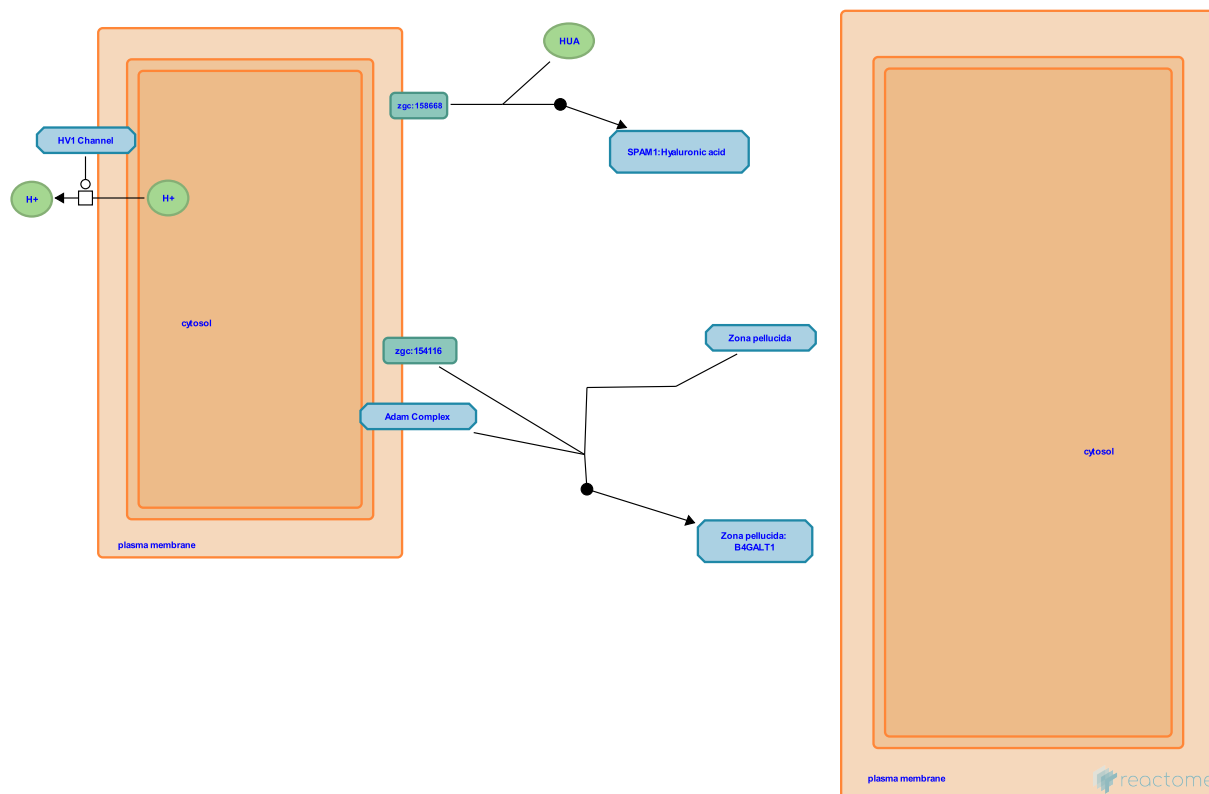 HUA
zgc:158668
HV1 Channel
SPAM1:Hyaluronic acid
H+
H+
cytosol
Zona pellucida
zgc:154116
Adam Complex
cytosol
Zona pellucida:
B4GALT1
plasma membrane
plasma membrane
reactome